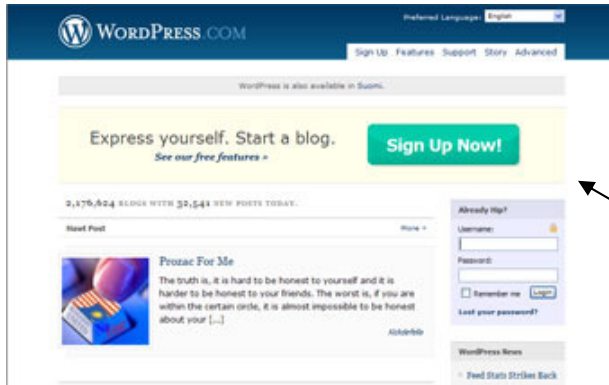 WORDPRESS.COM
Preferred Language: English
Sign Up Features Support Story Advanced
WordPress is also available in Suomi.
Express yourself. Start a blog.
See our free features »
Sign Up Now!
2,176,624 BLOGS WITH 32,541 NEW POSTS TODAY.
Hawt Post
More »
Prozac For Me
The truth is, it is hard to be honest to yourself and it is
harder to be honest to your friends. The worst is, if you are
within the certain circle, it is almost impossible to be honest
about your [...]
Already Hip?
Username:
Password:
Remember me Login
Lost your password?
WordPress News
Feed Stats Strikes Back